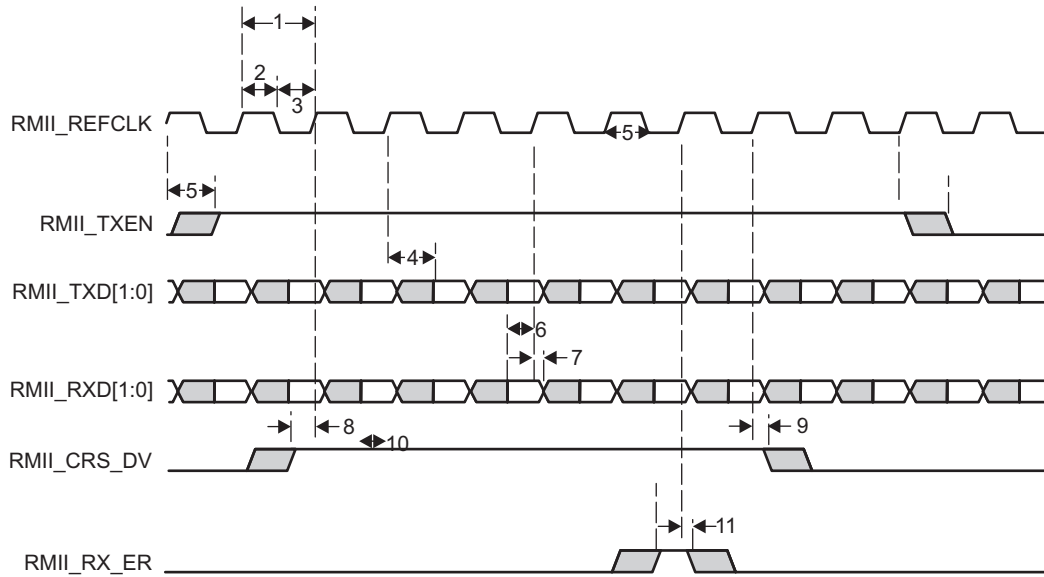 1
2
3
RMII_REFCLK
5
5
RMII_TXEN
4
RMII_TXD[1:0]
6
7
RMII_RXD[1:0]
8
9
10
RMII_CRS_DV
11
RMII_RX_ER